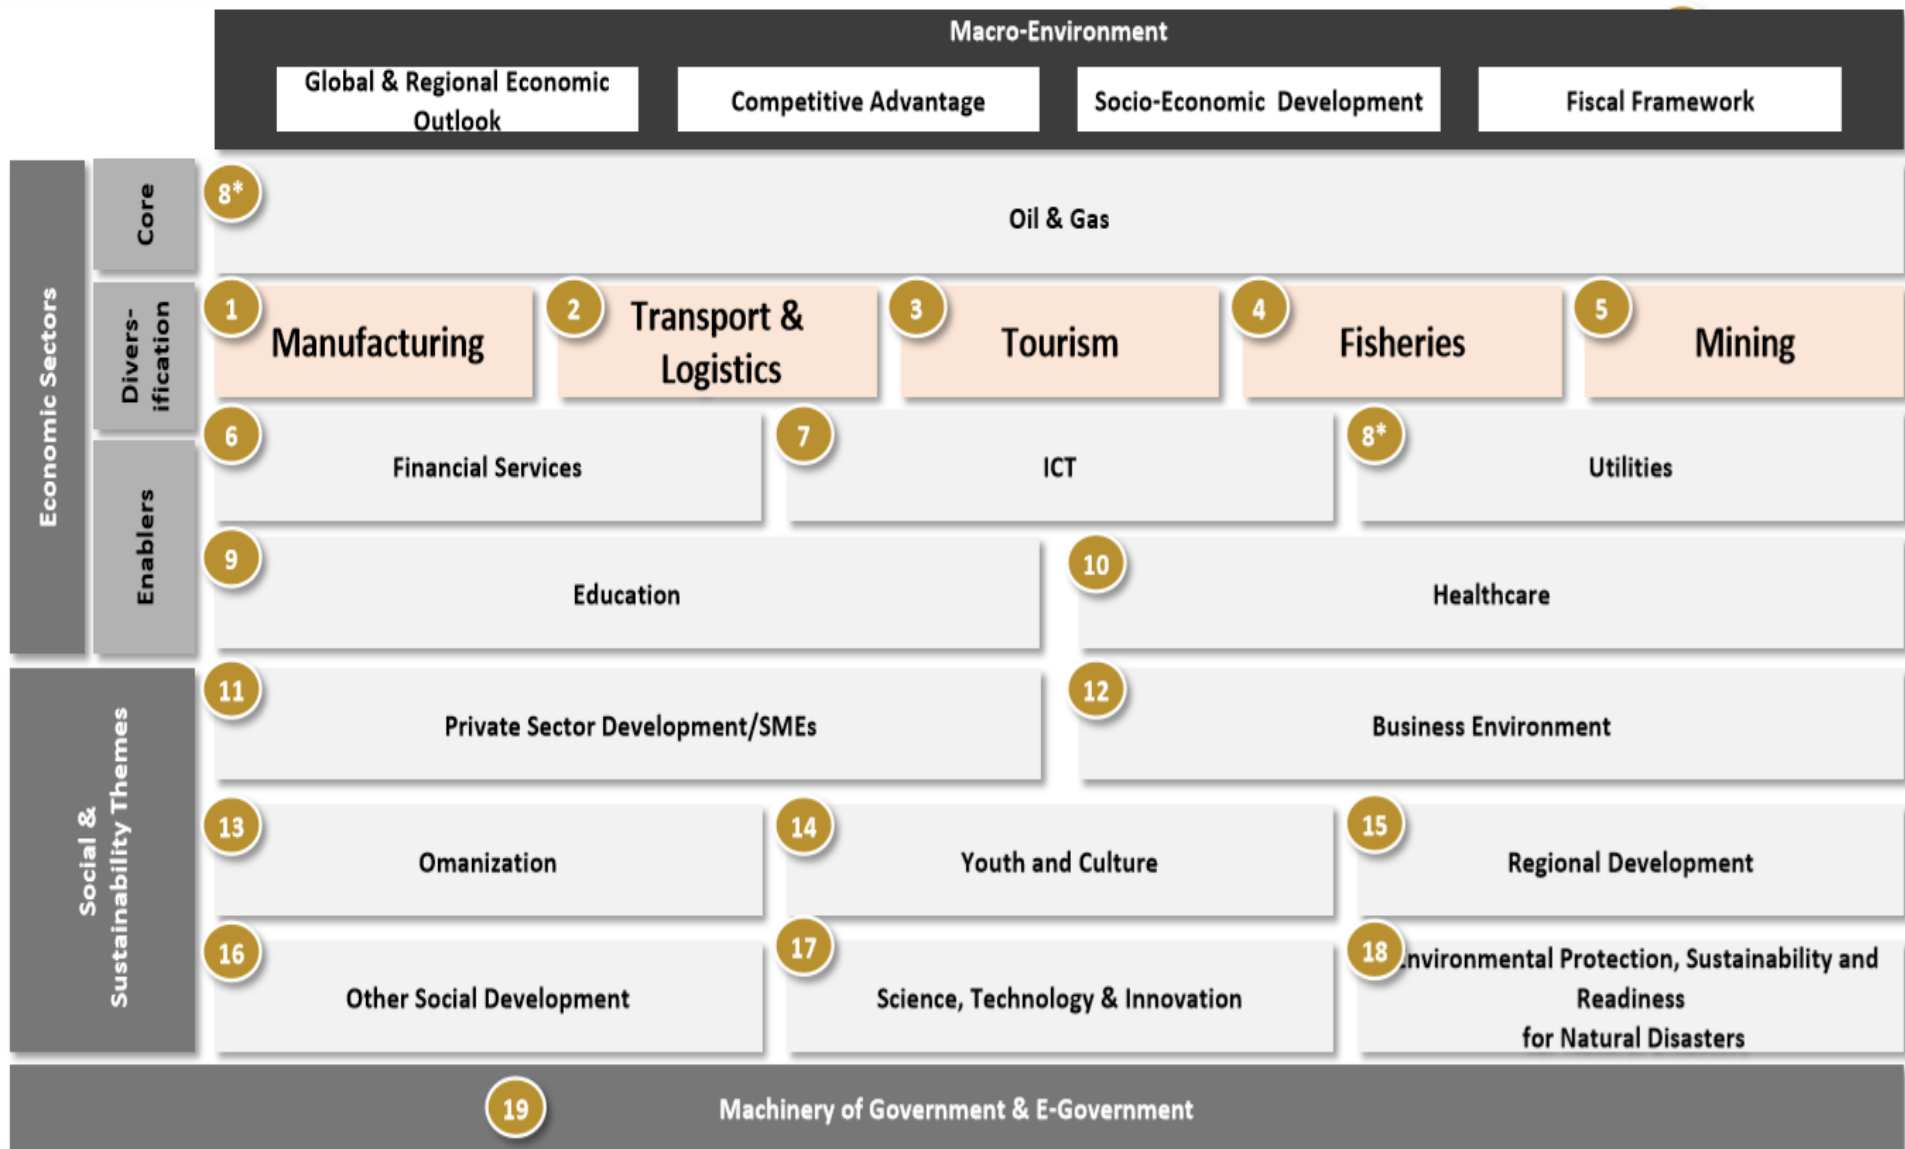 Macro-Environment
Global & Regional Economic
Outlook
Competitive Advantage
Socio-Economic Development
Fiscal Framework
Economic Sectors
Core
8*
Oil & Gas
Divers-
ification
1
Manufacturing
2
Transport &
Logistics
3
Tourism
4
Fisheries
5
Mining
Enablers
6
Financial Services
7
ICT
8*
Utilities
9
Education
10
Healthcare
Social &
Sustainability Themes
11
Private Sector Development/SMEs
12
Business Environment
13
Omanization
14
Youth and Culture
15
Regional Development
16
Other Social Development
17
Science, Technology & Innovation
18
Environmental Protection, Sustainability and
Readiness
for Natural Disasters
19
Machinery of Government & E-Government